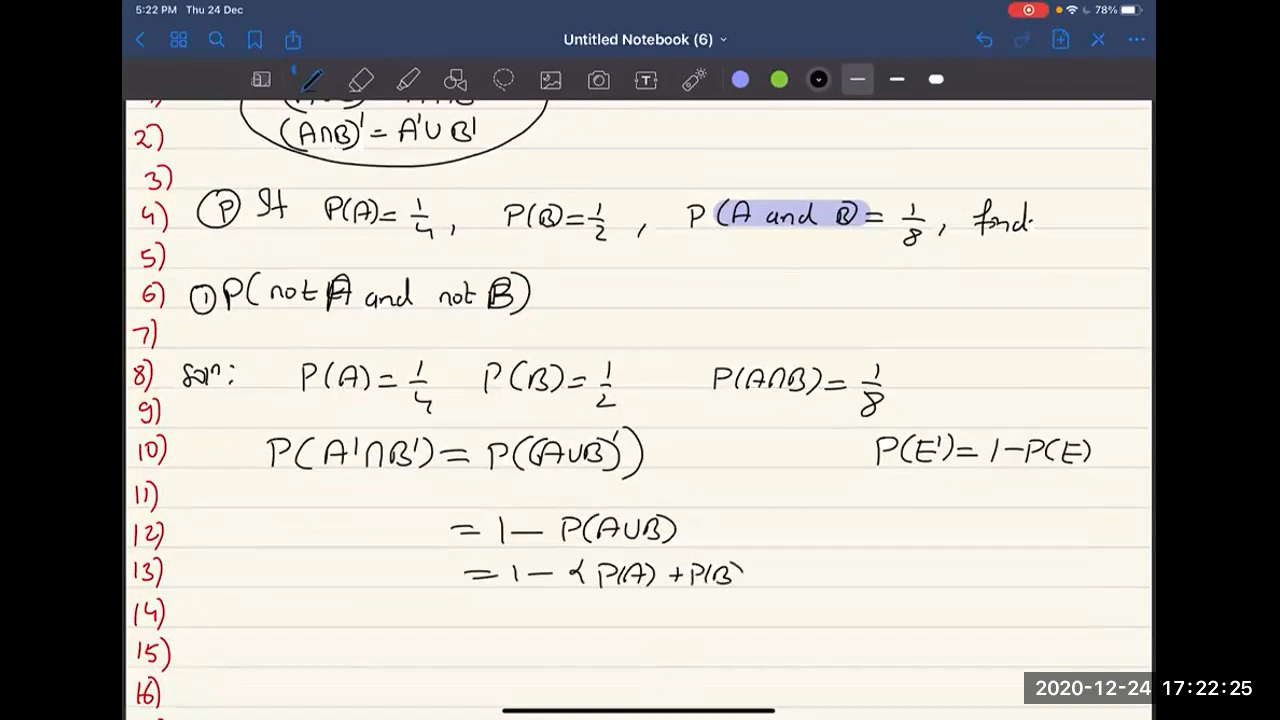 5:22 PM Thu 24 Dec
78%
Untitled Notebook (6)
2) (A∩B)' = A'∪B'
3)
4) (P) If P(A)=1/4, P(B)=1/2, P(A and B)=1/8, find.
5)
6) ① P(not A and not B)
7)
8) Soln: P(A)=1/4 P(B)=1/2 P(A∩B)=1/8
9)
10) P(A'∩B')= P((A∪B)') P(E')= 1-P(E)
11)
12) = 1- P(A∪B)
13) = 1- { P(A) +P(B)
14)
15)
16)
2020-12-24 17:22:25